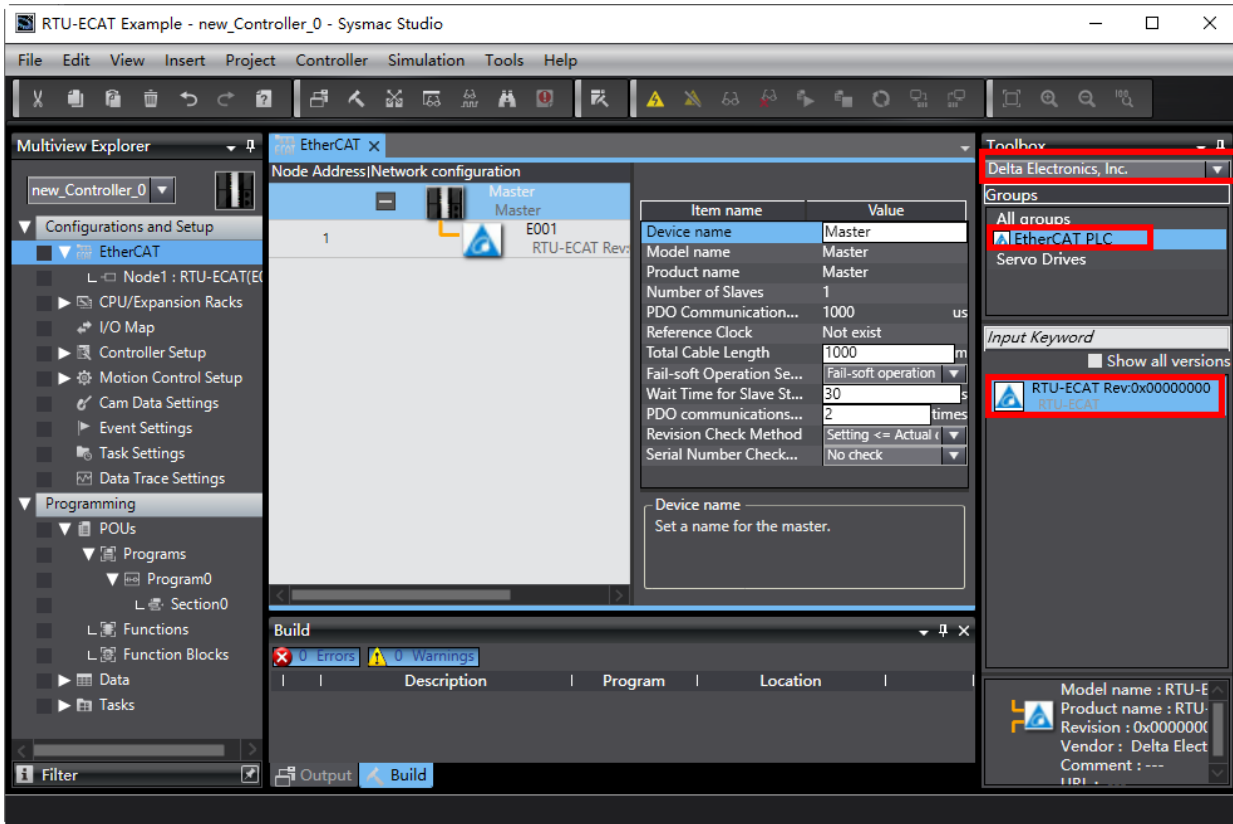 RTU-ECAT Example - new_Controller_0 - Sysmac Studio
File Edit View Insert Project Controller Simulation Tools Help
Multiview Explorer
new_Controller_0
Configurations and Setup
EtherCAT
Node1 : RTU-ECAT(E0
CPU/Expansion Racks
I/O Map
Controller Setup
Motion Control Setup
Cam Data Settings
Event Settings
Task Settings
Data Trace Settings
Programming
POUs
Programs
Program0
Section0
Functions
Function Blocks
Data
Tasks
Filter
EtherCAT
Node Address|Network configuration
Master
Master
1
E001
RTU-ECAT Rev:
Item name Value
Device name Master
Model name Master
Product name Master
Number of Slaves 1
PDO Communication... 1000 us
Reference Clock Not exist
Total Cable Length 1000 m
Fail-soft Operation Se... Fail-soft operation
Wait Time for Slave St... 30 s
PDO communications... 2 times
Revision Check Method Setting <= Actual
Serial Number Check... No check
Device name
Set a name for the master.
Build
0 Errors 0 Warnings
Description Program Location
Output Build
Toolbox
Delta Electronics, Inc.
Groups
All groups
EtherCAT PLC
Servo Drives
Input Keyword
Show all versions
RTU-ECAT Rev:0x00000000
RTU-ECAT
Model name : RTU-E
Product name : RTU-
Revision : 0x0000000
Vendor : Delta Elect
Comment : ---
URL : ---